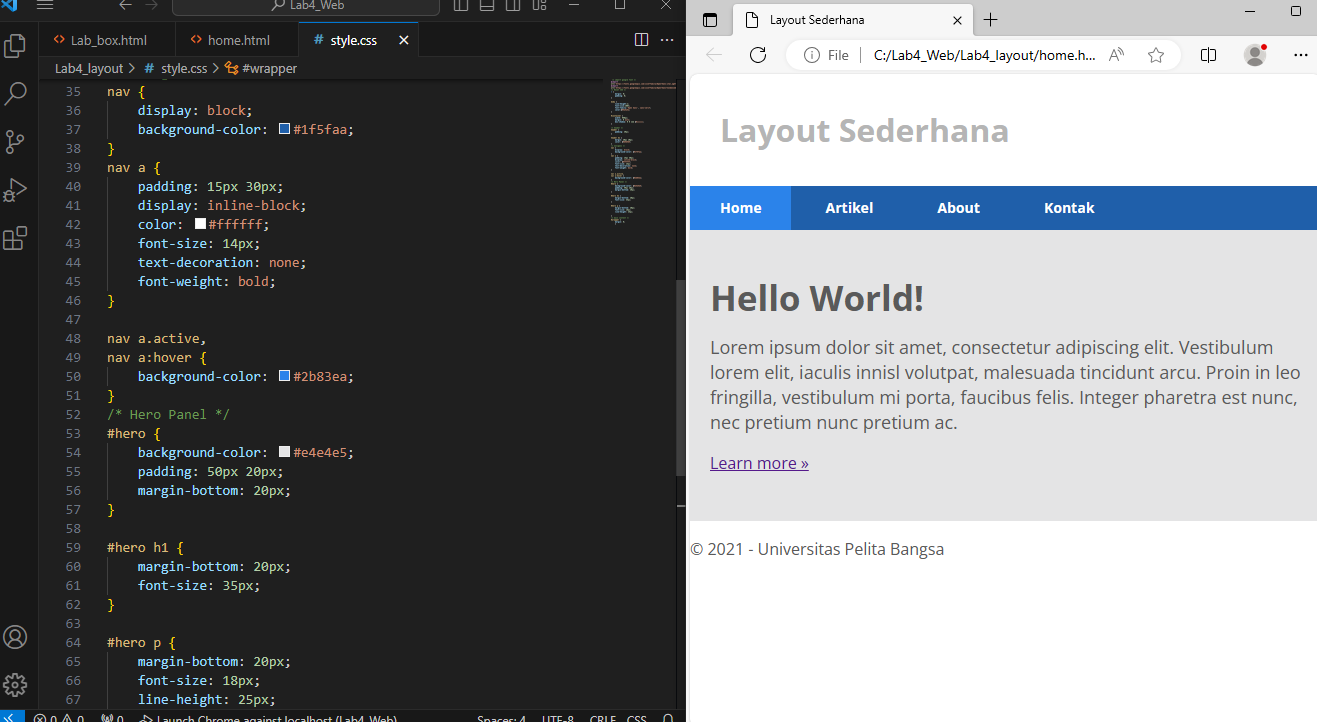 Lab4_Web
Lab_box.html
home.html
# style.css
Lab4_layout > # style.css > #wrapper
35 nav {
36 display: block;
37 background-color: #1f5faa;
38 }
39 nav a {
40 padding: 15px 30px;
41 display: inline-block;
42 color: #ffffff;
43 font-size: 14px;
44 text-decoration: none;
45 font-weight: bold;
46 }
47
48 nav a.active,
49 nav a:hover {
50 background-color: #2b83ea;
51 }
52 /* Hero Panel */
53 #hero {
54 background-color: #e4e4e5;
55 padding: 50px 20px;
56 margin-bottom: 20px;
57 }
58
59 #hero h1 {
60 margin-bottom: 20px;
61 font-size: 35px;
62 }
63
64 #hero p {
65 margin-bottom: 20px;
66 font-size: 18px;
67 line-height: 25px;
0 0 0 Launch Chrome against localhost (Lab4_Web) Spaces: 4 UTF-8 CRLF CSS
Layout Sederhana
File C:/Lab4_Web/Lab4_layout/home.h...
Layout Sederhana
Home Artikel About Kontak
Hello World!
Lorem ipsum dolor sit amet, consectetur adipiscing elit. Vestibulum
lorem elit, iaculis innisl volutpat, malesuada tincidunt arcu. Proin in leo
fringilla, vestibulum mi porta, faucibus felis. Integer pharetra est nunc,
nec pretium nunc pretium ac.
Learn more »
© 2021 - Universitas Pelita Bangsa